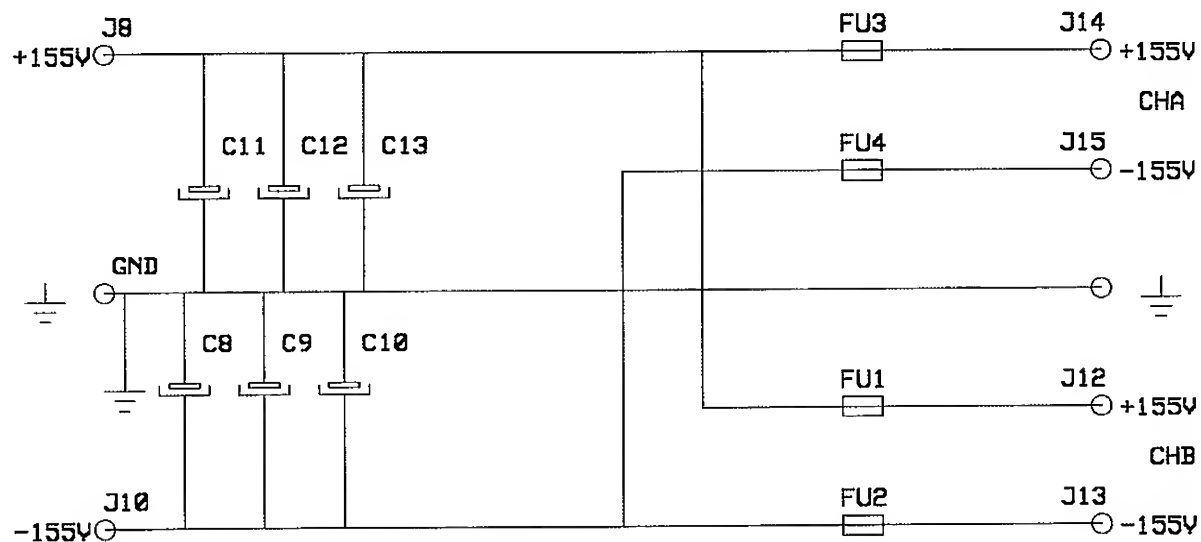 J8
FU3
J14
+155V
+155V
CHA
C11
C12
C13
FU4
J15
-155V
GND
C8
C9
C10
FU1
J12
+155V
CHB
J10
FU2
J13
-155V
-155V